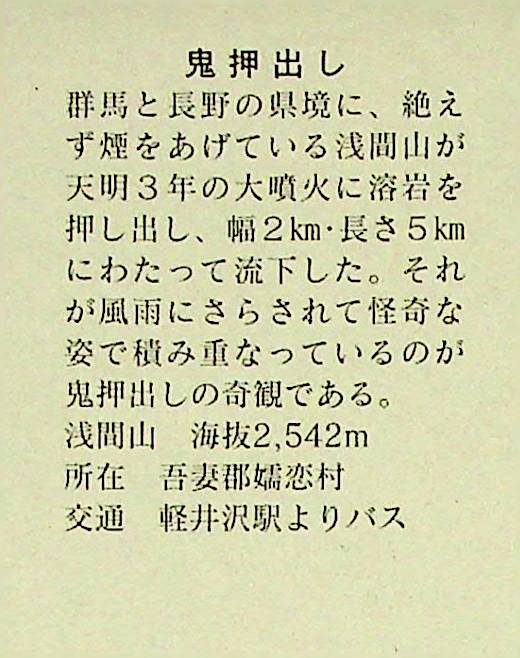 鬼押出し
群馬と長野の県境に、絶え
ず煙をあげている浅間山が
天明３年の大噴火に溶岩を
押し出し、幅２㎞·長さ５㎞
にわたって流下した。それ
が風雨にさらされて怪奇な
姿で積み重なっているのが
鬼押出しの奇観である。
浅間山　海抜2,542m
所在　吾妻郡嬬恋村
交通　軽井沢駅よりバス